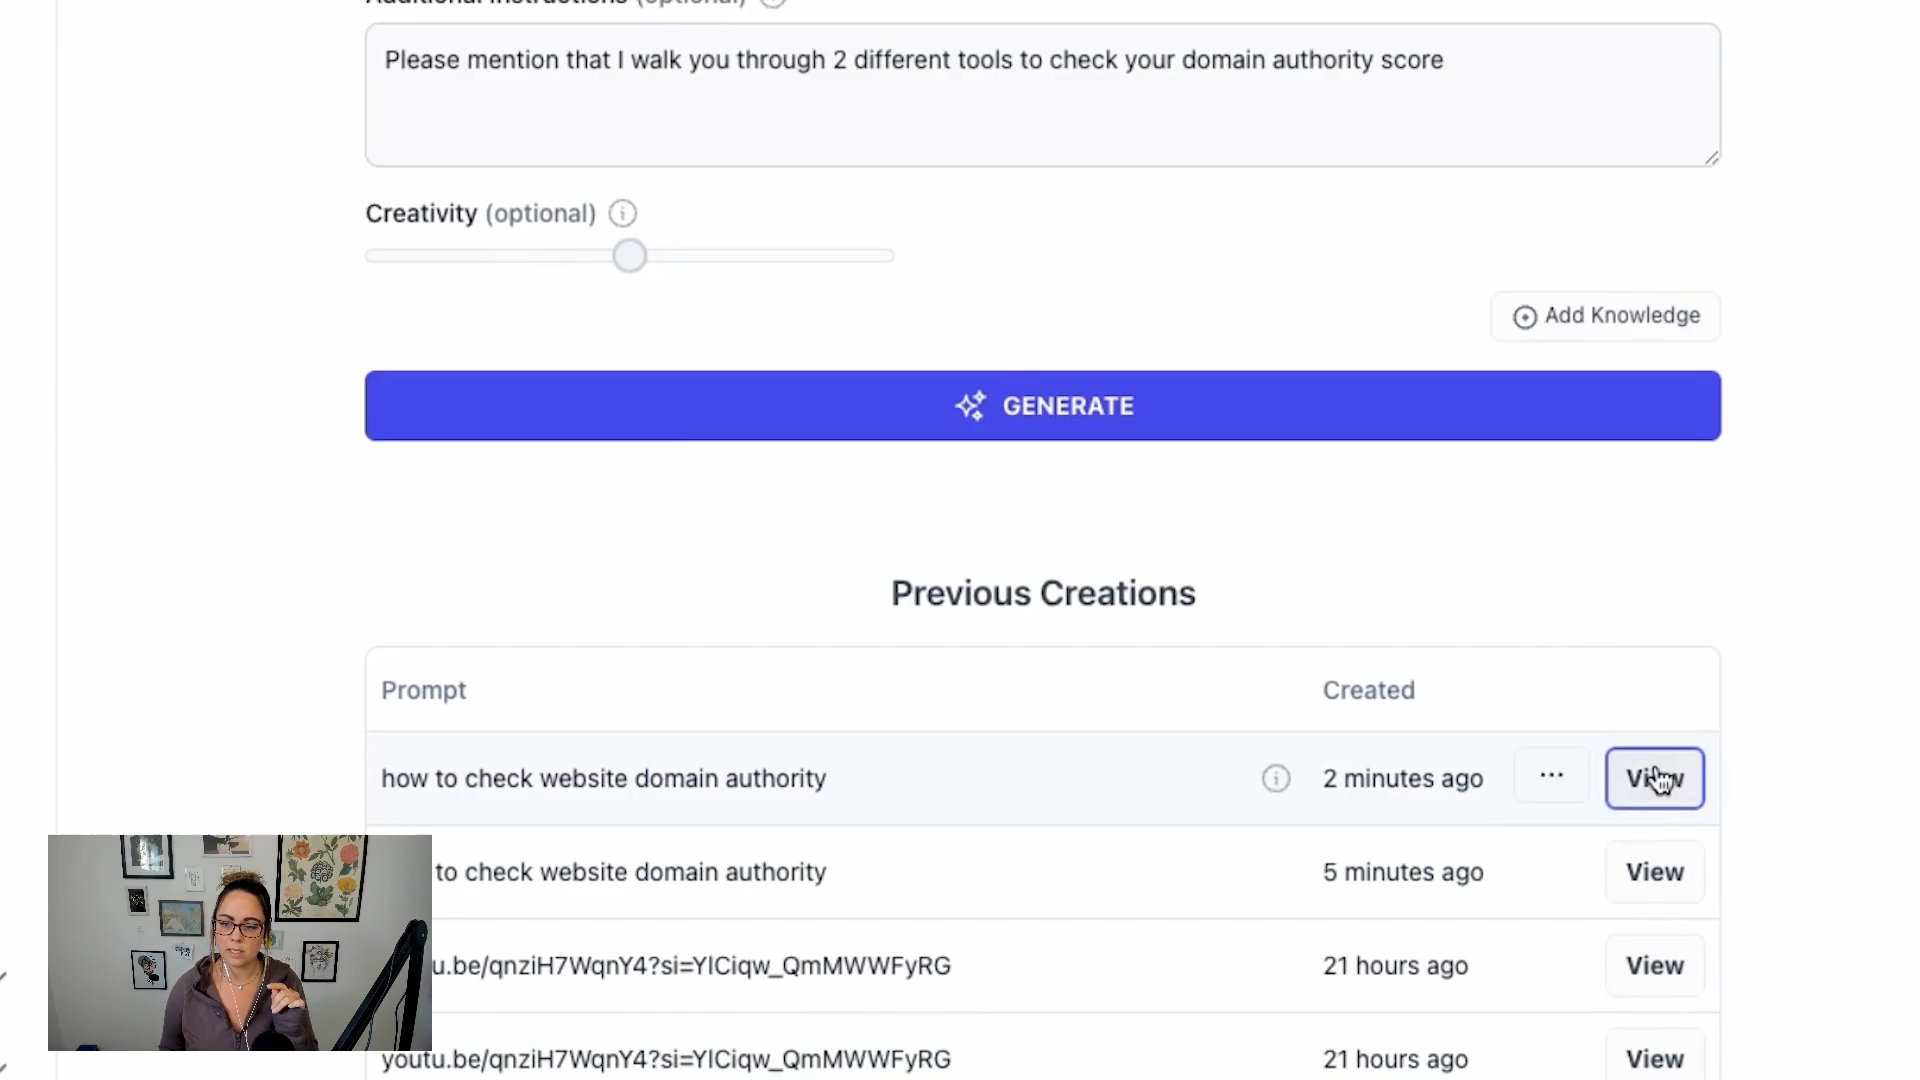 Additional Instructions (optional)
Please mention that I walk you through 2 different tools to check your domain authority score
Creativity (optional)
Add Knowledge
GENERATE
Previous Creations
Prompt Created
how to check website domain authority 2 minutes ago ... View
to check website domain authority 5 minutes ago View
u.be/qnziH7WqnY4?si=YlCiqw_QmMWWFyRG 21 hours ago View
youtu.be/qnziH7WqnY4?si=YlCiqw_QmMWWFyRG 21 hours ago View